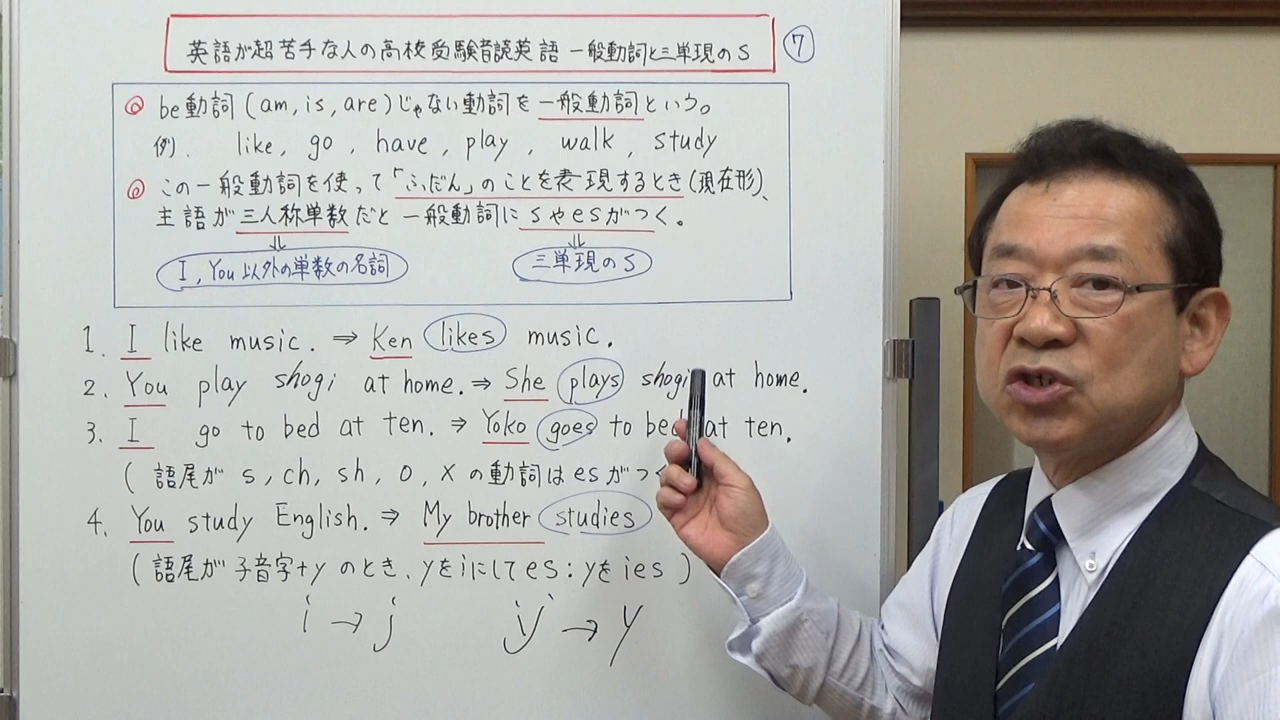 英語が超苦手な人の高校受験音読英語 一般動詞と三単現のS ⑦
◎ be動詞(am, is, are)じゃない動詞を一般動詞という。
例. like, go, have, play, walk, study
◎ この一般動詞を使って「ふだん」のことを表現するとき(現在形)、
主語が三人称単数だと一般動詞にsやesがつく。
⇓ ⇓
I, You以外の単数の名詞 三単現のS
1. I like music. ⇒ Ken likes music.
2. You play shogi at home. ⇒ She plays shogi at home.
3. I go to bed at ten. ⇒ Yoko goes to bed at ten.
(語尾が s, ch, sh, o, x の動詞はesがつく
4. You study English. ⇒ My brother studies
(語尾が子音字+yのとき、yをiにしてes:yをies)
i → j ij → y